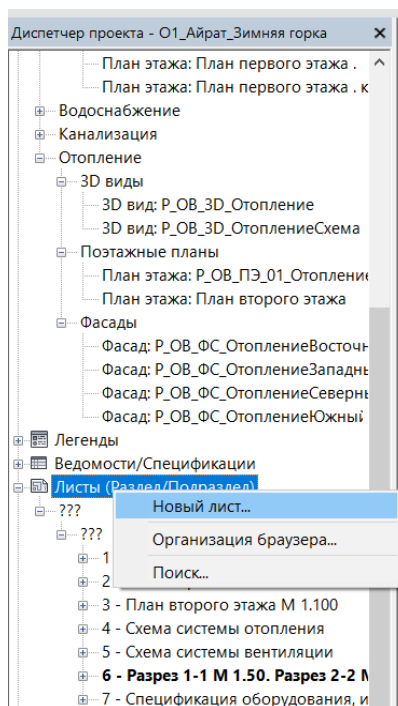 Диспетчер проекта - О1_Айрат_Зимняя горка
План этажа: План первого этажа .
План этажа: План первого этажа . к
Водоснабжение
Канализация
Отопление
3D виды
3D вид: Р_ОВ_3D_Отопление
3D вид: Р_ОВ_3D_ОтоплениеСхема
Поэтажные планы
План этажа: Р_ОВ_ПЭ_01_Отопление
План этажа: План второго этажа
Фасады
Фасад: Р_ОВ_ФС_ОтоплениеВосточн
Фасад: Р_ОВ_ФС_ОтоплениеЗападнь
Фасад: Р_ОВ_ФС_ОтоплениеСевернь
Фасад: Р_ОВ_ФС_ОтоплениеЮжный
Легенды
Ведомости/Спецификации
Листы (Раздел/Подраздел)
???
Новый лист...
???
Организация браузера...
1
Поиск...
2
3 - План второго этажа М 1.100
4 - Схема системы отопления
5 - Схема системы вентиляции
6 - Разрез 1-1 М 1.50. Разрез 2-2 М
7 - Спецификация оборудования, и